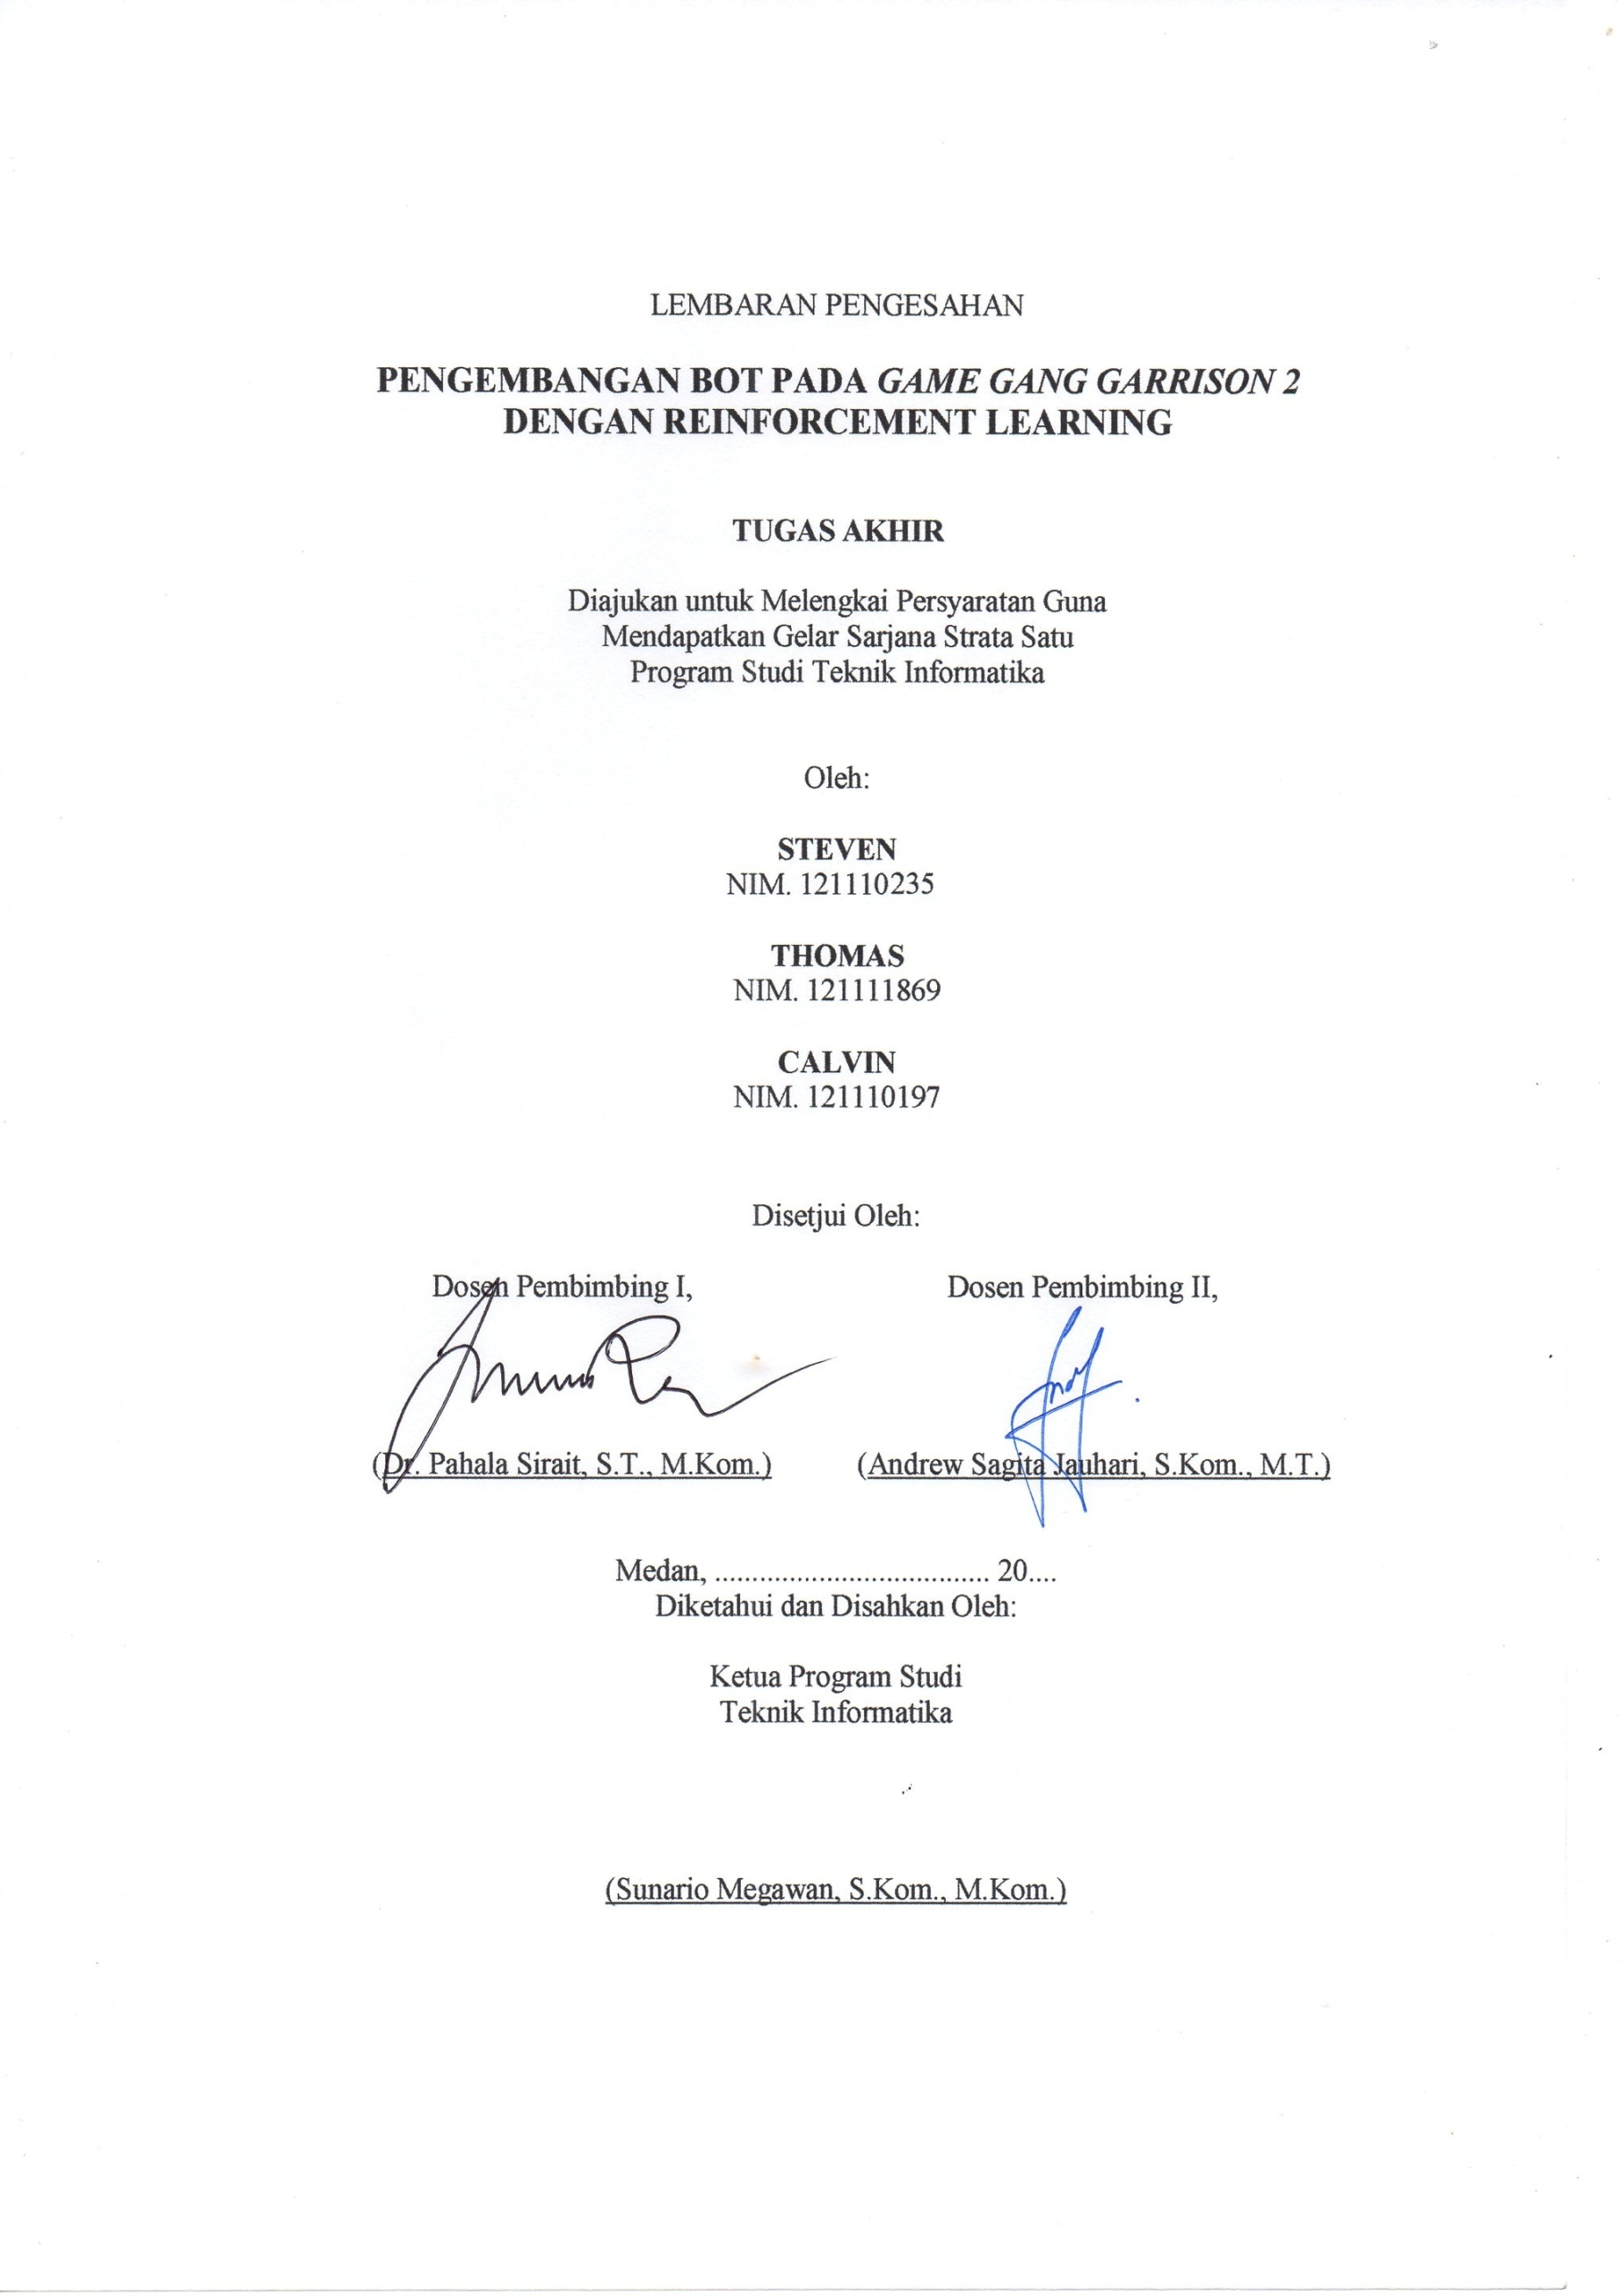 LEMBARAN PENGESAHAN
PENGEMBANGAN BOT PADA GAME GANG GARRISON 2
DENGAN REINFORCEMENT LEARNING
TUGAS AKHIR
Diajukan untuk Melengkai Persyaratan Guna
Mendapatkan Gelar Sarjana Strata Satu
Program Studi Teknik Informatika
Oleh:
STEVEN
NIM. 121110235
THOMAS
NIM. 121111869
CALVIN
NIM. 121110197
Disetjui Oleh:
Dosen Pembimbing I, Dosen Pembimbing II,
(Dr. Pahala Sirait, S.T., M.Kom.) (Andrew Sagita Jauhari, S.Kom., M.T.)
Medan, ...................................... 20....
Diketahui dan Disahkan Oleh:
Ketua Program Studi
Teknik Informatika
(Sunario Megawan, S.Kom., M.Kom.)